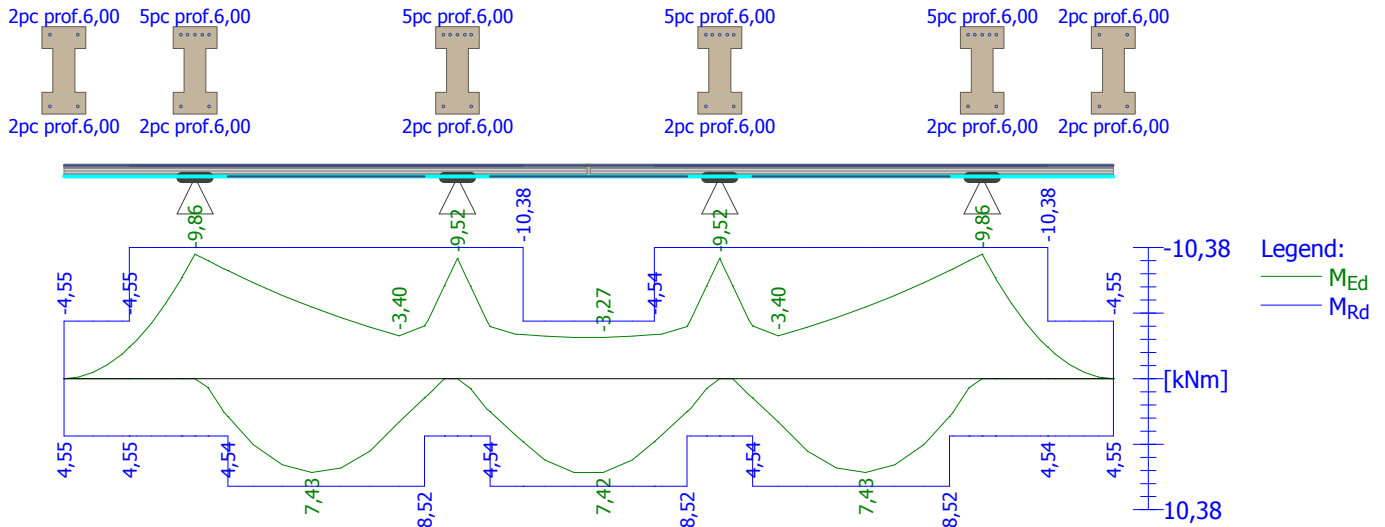 2pc prof.6,00 5pc prof.6,00 5pc prof.6,00 5pc prof.6,00 5pc prof.6,00 2pc prof.6,00
2pc prof.6,00 2pc prof.6,00 2pc prof.6,00 2pc prof.6,00 2pc prof.6,00 2pc prof.6,00
-9,86 -9,52 -10,38 -9,52 -9,86 -10,38
-10,38
Legend:
MEd
MRd
-4,55 -4,55 -3,40 -3,27 -4,54 -3,40 -4,55
[kNm]
4,55 4,55 4,54 4,54 4,54 4,54 4,55
7,43 8,52 7,42 8,52 7,43 8,52
10,38